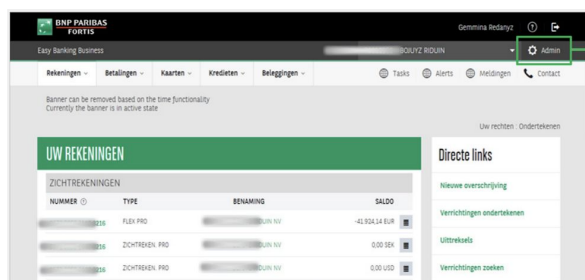 BNP PARIBAS
FORTIS
Gemmina Redanyz
Easy Banking Business
RIDUIN
Admin
Rekeningen Betalingen Kaarten Kredieten Beleggingen Tasks Alerts Meldingen Contact
Banner can be removed based on the time functionality
Currently the banner is in active state
Uw rechten : Ondertekenen
UW REKENINGEN
Directe links
ZICHTREKENINGEN
NUMMER TYPE BENAMING SALDO
Nieuwe overschrijving
FLEX PRO -41.924,14 EUR
Verrichtingen ondertekenen
ZICHTREKEN. PRO 0,00 SEK
Uittreksels
ZICHTREKEN. PRO 0,00 USD
Verrichtingen zoeken